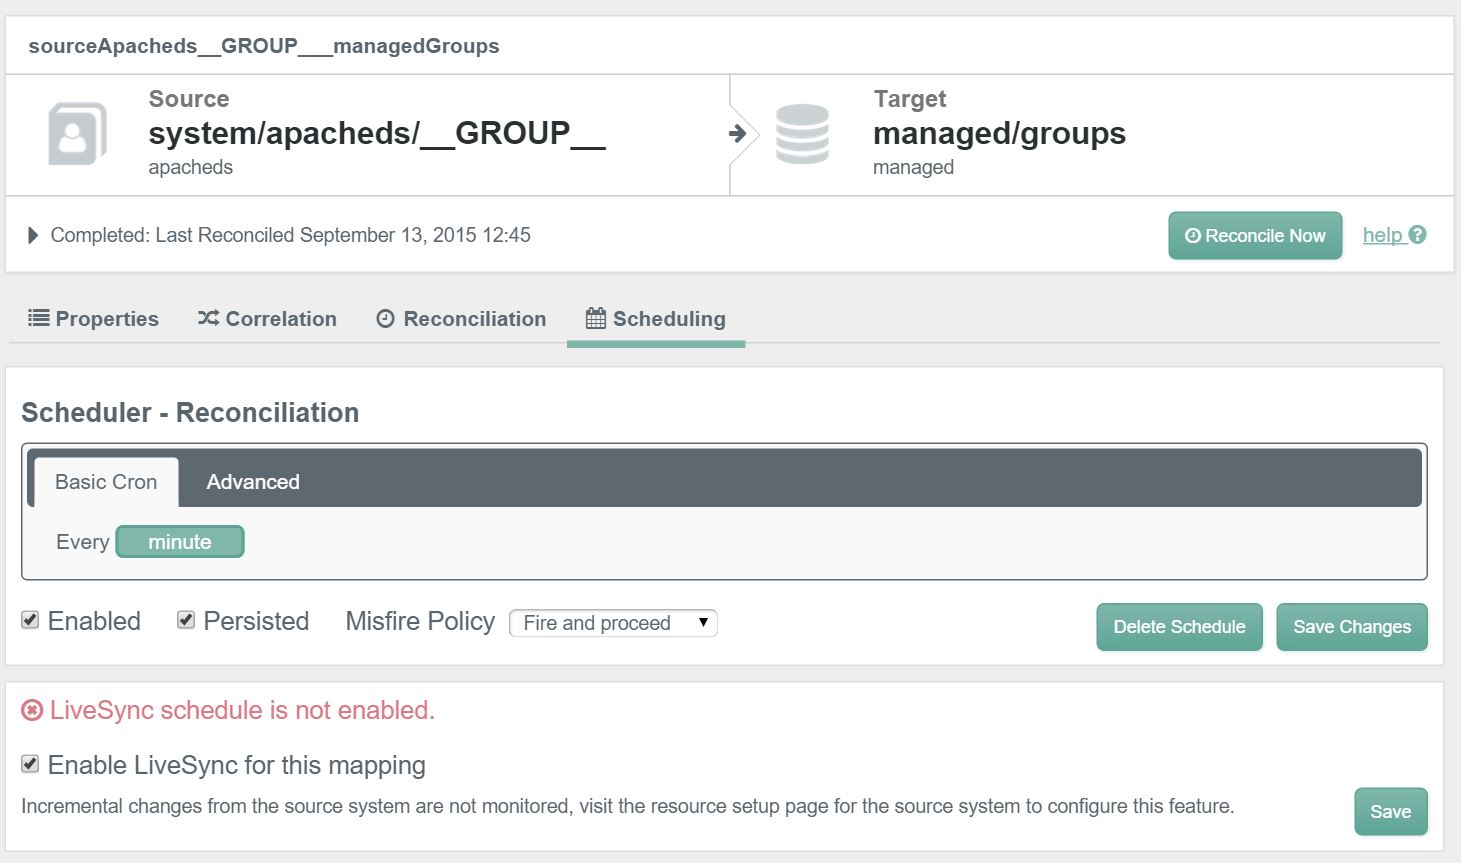 sourceApacheds__GROUP___managedGroups
Source
system/apacheds/__GROUP__
apacheds
Target
managed/groups
managed
Completed: Last Reconciled September 13, 2015 12:45
Reconcile Now
help
Properties
Correlation
Reconciliation
Scheduling
Scheduler - Reconciliation
Basic Cron
Advanced
Every minute
Enabled
Persisted
Misfire Policy
Fire and proceed
Delete Schedule
Save Changes
LiveSync schedule is not enabled.
Enable LiveSync for this mapping
Incremental changes from the source system are not monitored, visit the resource setup page for the source system to configure this feature.
Save